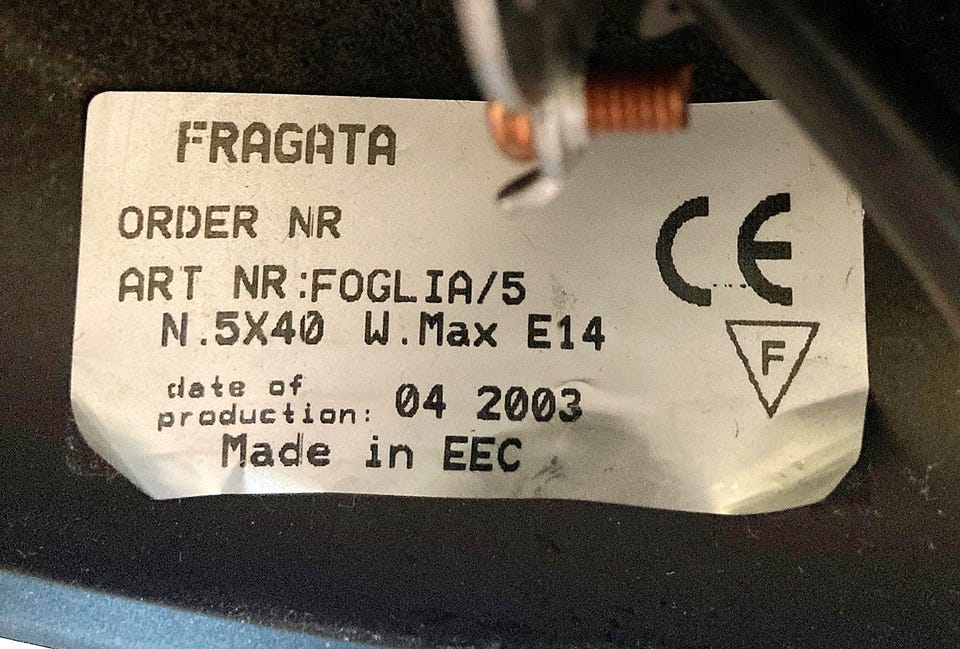 FRAGATA
ORDER NR
ART NR:FOGLIA/5
N.5X40 W.Max E14
date of
production: 04 2003
Made in EEC
CE
F